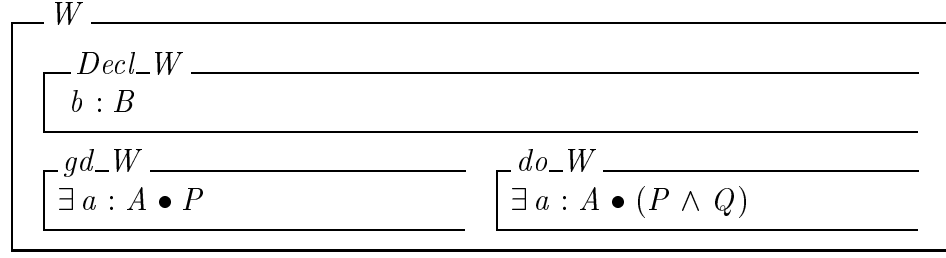 W
Decl_W
b : B
gd_W do_W
∃ a : A • P ∃ a : A • (P ∧ Q)